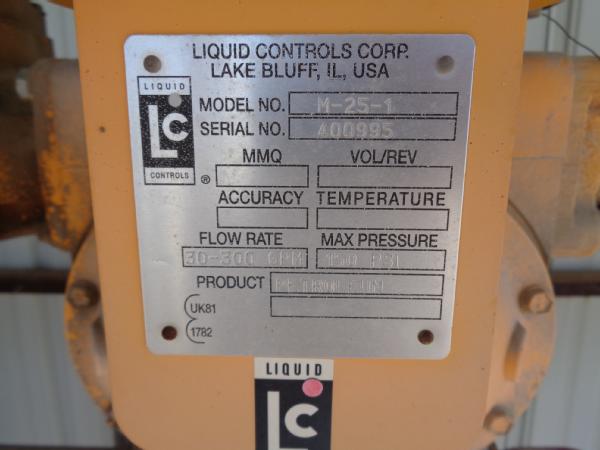 LIQUID CONTROLS CORP.
LAKE BLUFF, IL, USA
LIQUID
LC
CONTROLS
®
MODEL NO. M-25-1
SERIAL NO. 400995
MMQ VOL/REV
ACCURACY TEMPERATURE
FLOW RATE MAX PRESSURE
30-300 GPM 150 PSI
PRODUCT PETROLEUM
UK81
1782
LIQUID
LC